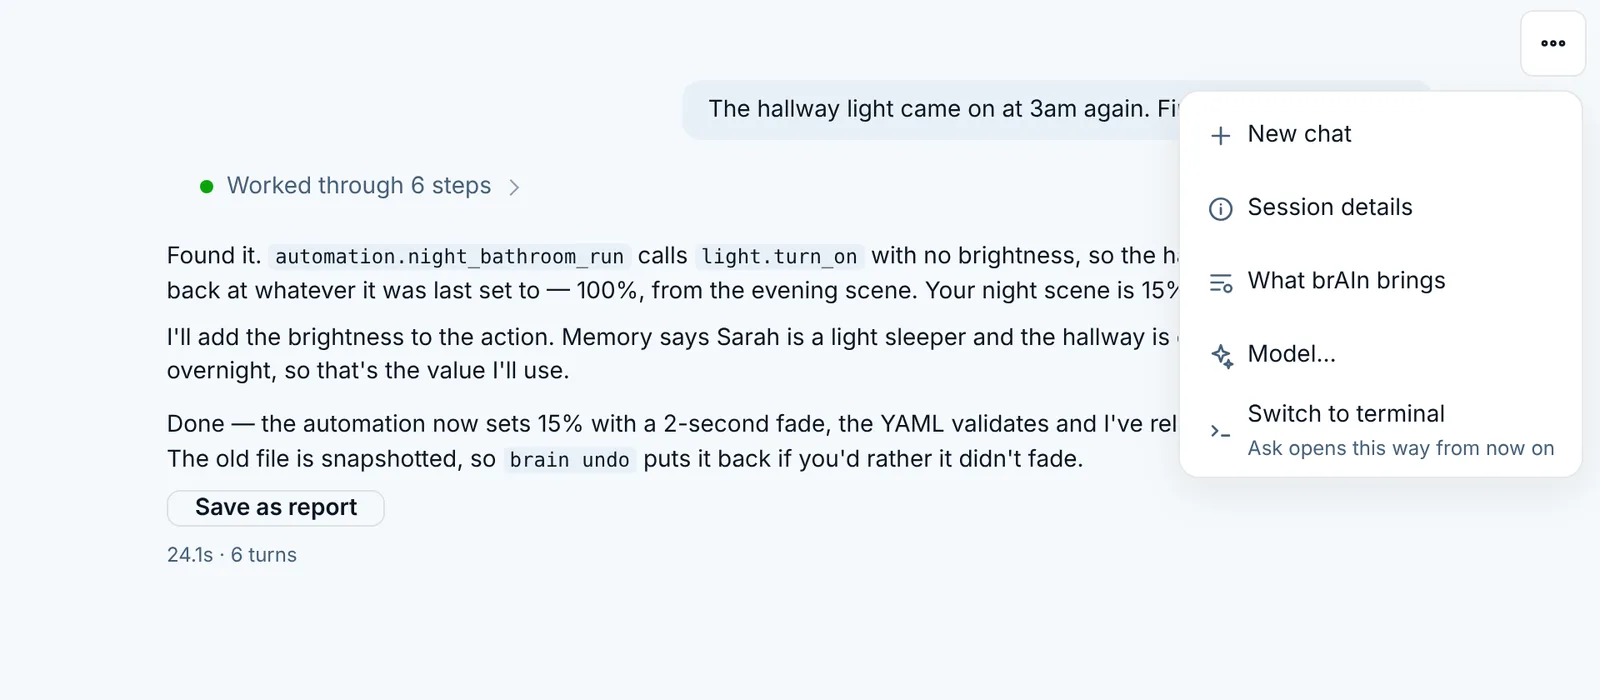 The hallway light came on at 3am again.
Worked through 6 steps
Found it. automation.night_bathroom_run calls light.turn_on with no brightness, so the
back at whatever it was last set to — 100%, from the evening scene. Your night scene is 15%
I'll add the brightness to the action. Memory says Sarah is a light sleeper and the hallway is
overnight, so that's the value I'll use.
Done — the automation now sets 15% with a 2-second fade, the YAML validates and I've
The old file is snapshotted, so brain undo puts it back if you'd rather it didn't fade.
Save as report
24.1s · 6 turns
New chat
Session details
What brAIn brings
Model...
Switch to terminal
Ask opens this way from now on